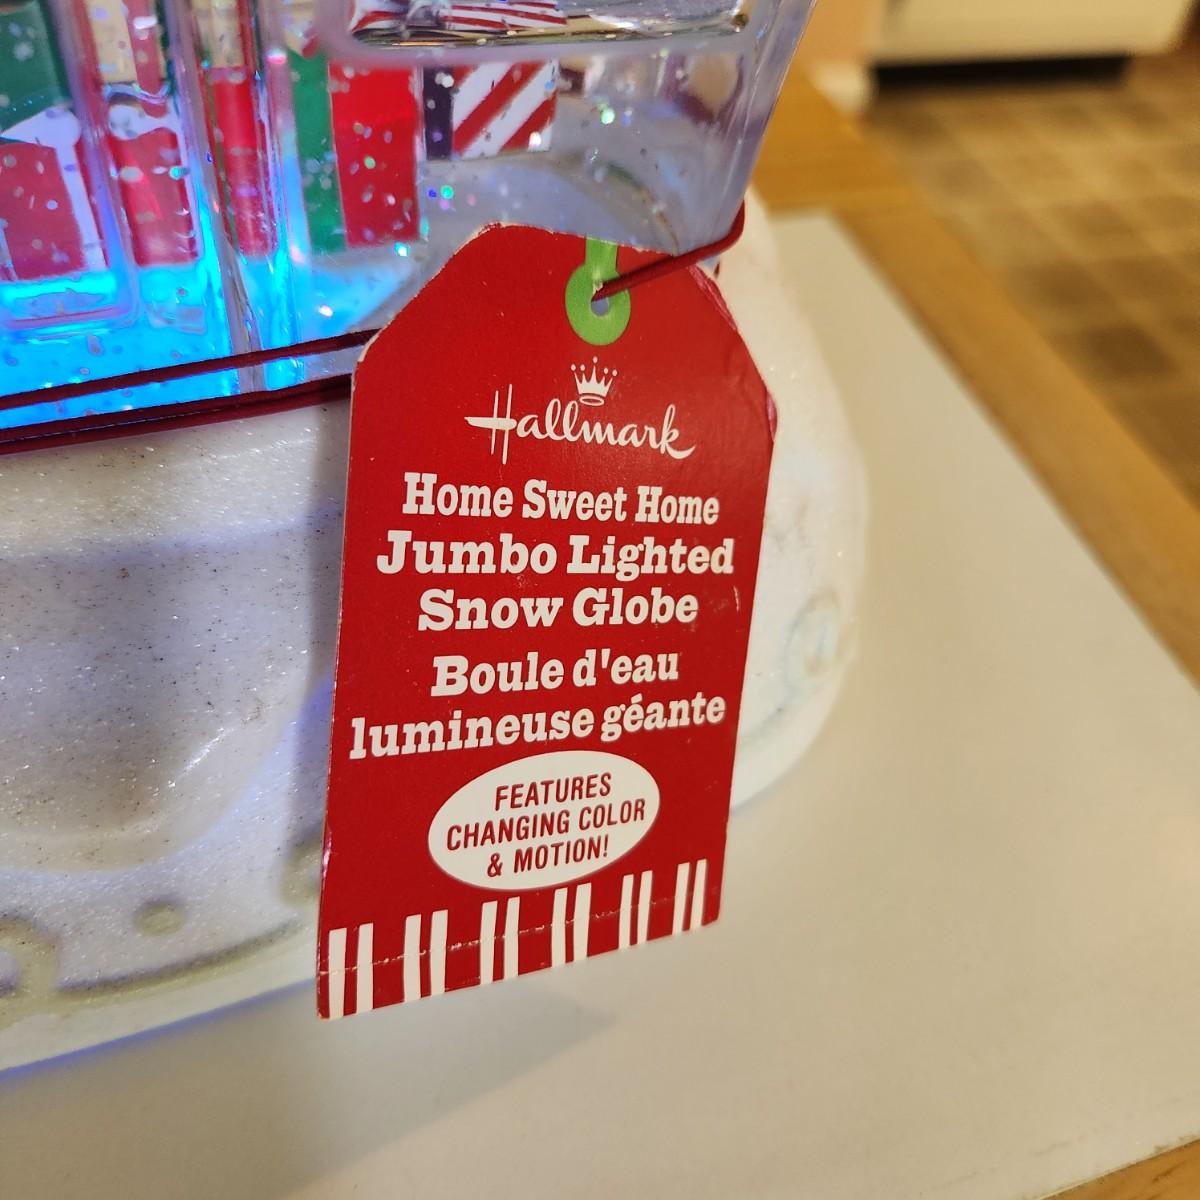 Hallmark
Home Sweet Home
Jumbo Lighted
Snow Globe
Boule d'eau
lumineuse géante
FEATURES
CHANGING COLOR
& MOTION!